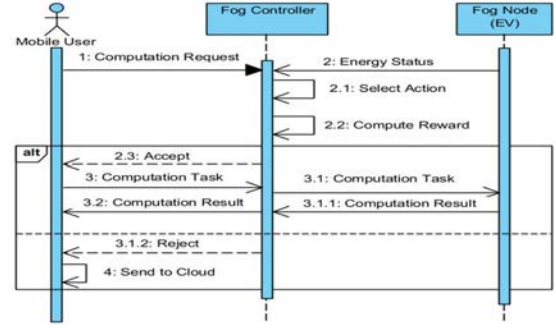 Fog Controller
Fog Node
(EV)
Mobile User
1: Computation Request
2: Energy Status
2.1: Select Action
2.2: Compute Reward
alt
2.3: Accept
3: Computation Task
3.1: Computation Task
3.2: Computation Result
3.1.1: Computation Result
3.1.2: Reject
4: Send to Cloud